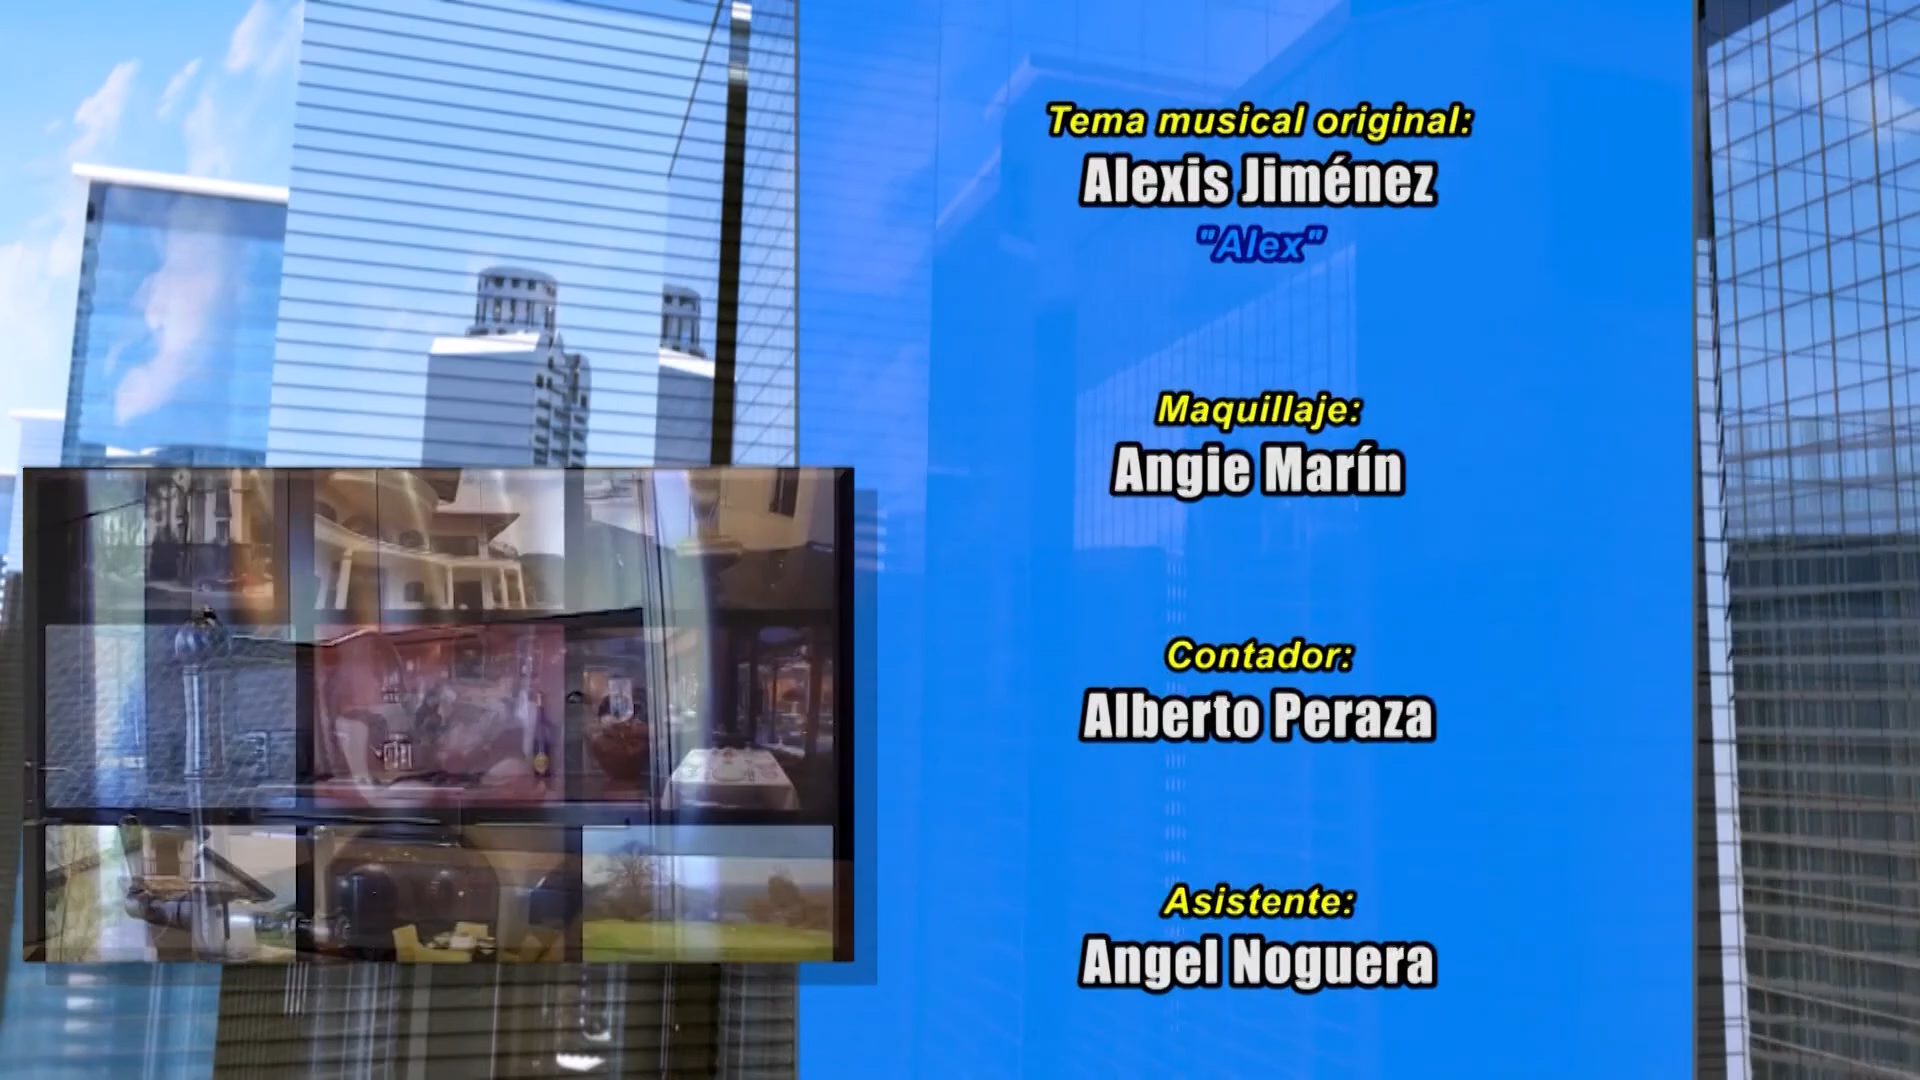 Tema musical original:
Alexis Jiménez
"Alex"
Maquillaje:
Angie Marín
Contador:
Alberto Peraza
Asistente:
Angel Noguera